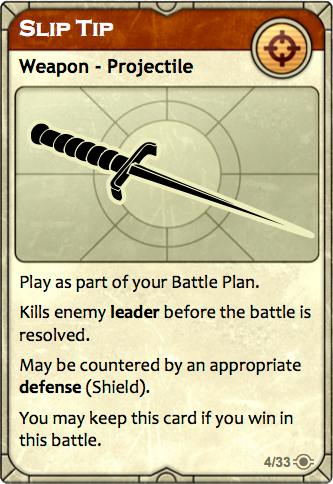 Slip Tip
Weapon - Projectile
Play as part of your Battle Plan.
Kills enemy leader before the battle is
resolved.
May be countered by an appropriate
defense (Shield).
You may keep this card if you win in
this battle.
4/33